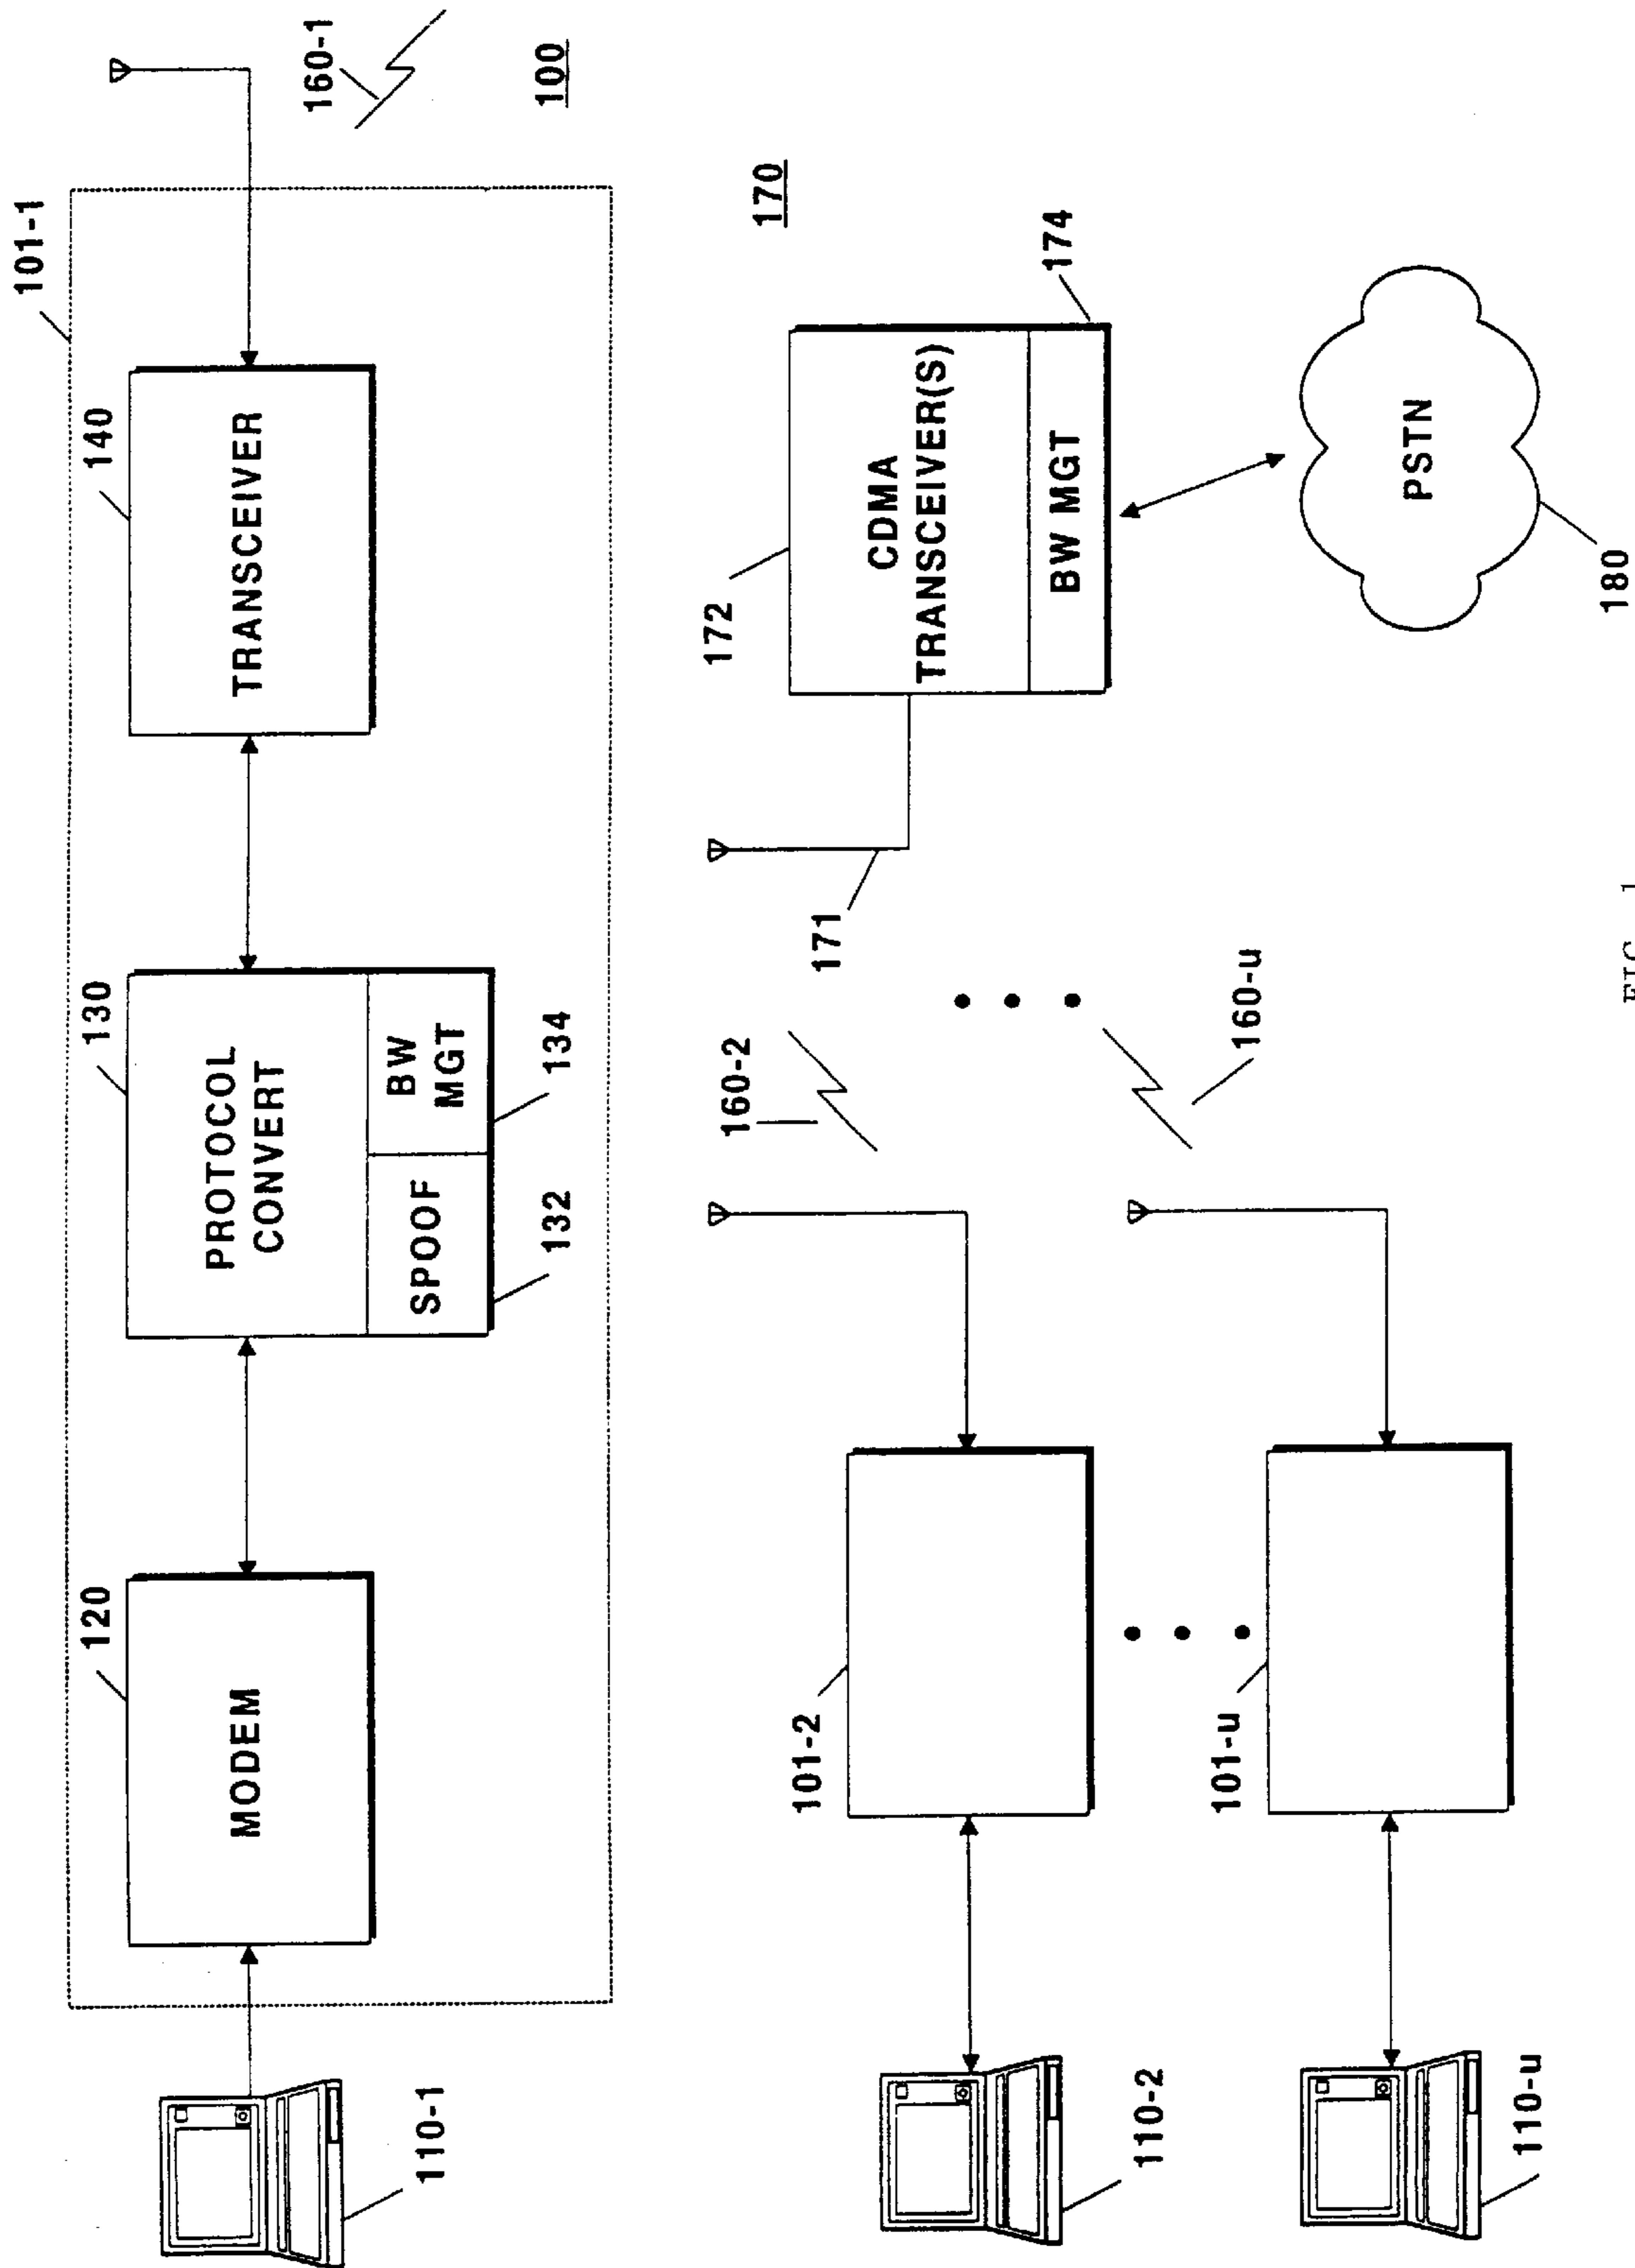 101-1
120
130
140
MODEM
PROTOCOL
CONVERT
SPOOF
BW
MGT
TRANSCEIVER
132
134
160-1
110-1
100
170
160-2
171
172
CDMA
TRANSCEIVER(S)
BW MGT
174
101-2
110-2
160-u
PSTN
180
101-u
110-u
FIG. 1